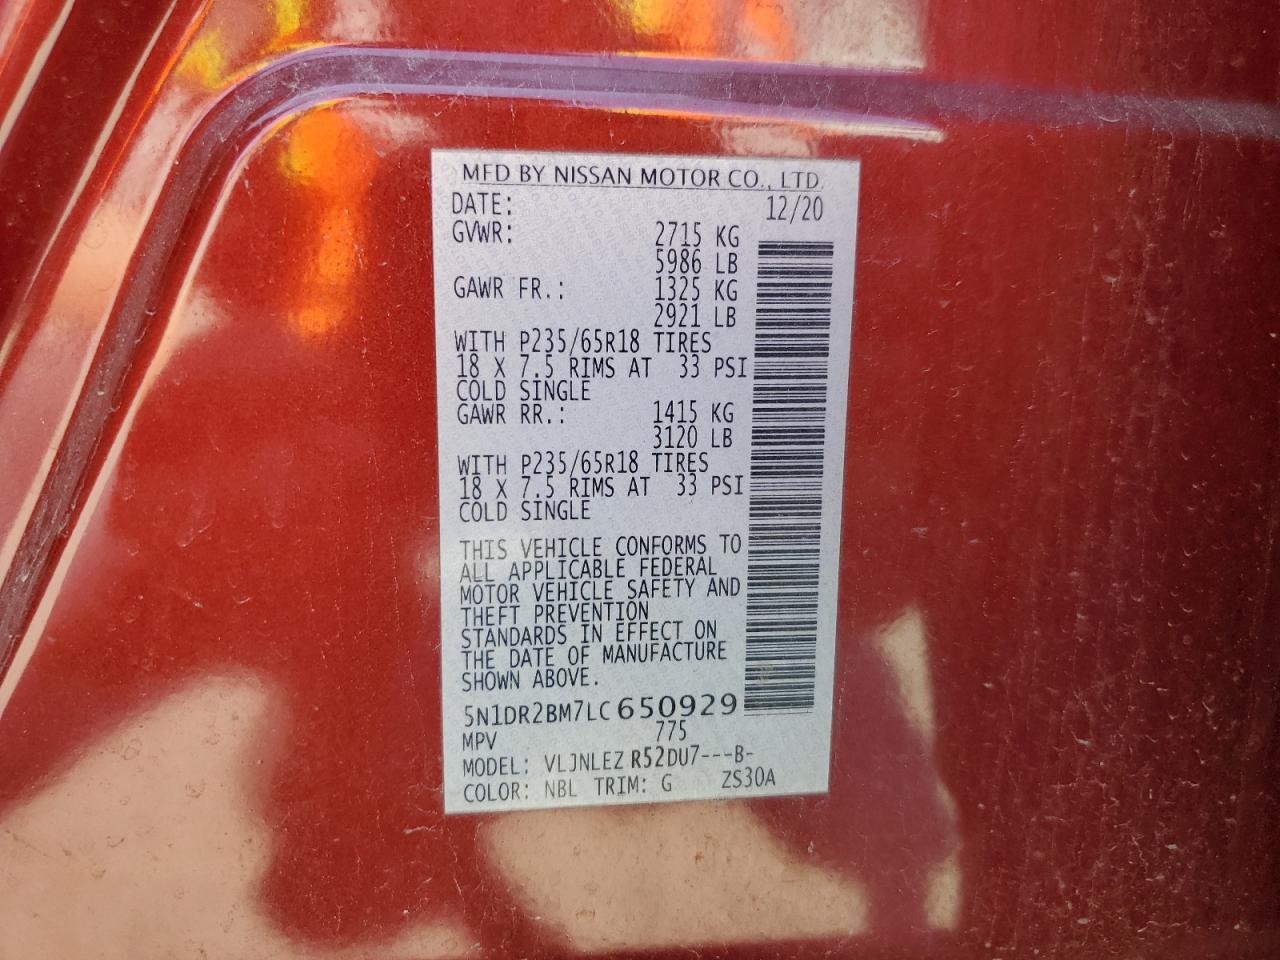 MFD BY NISSAN MOTOR CO., LTD.
DATE: 12/20
GVWR: 2715 KG
5986 LB
GAWR FR.: 1325 KG
2921 LB
WITH P235/65R18 TIRES
18 X 7.5 RIMS AT 33 PSI
COLD SINGLE
GAWR RR.: 1415 KG
3120 LB
WITH P235/65R18 TIRES
18 X 7.5 RIMS AT 33 PSI
COLD SINGLE
THIS VEHICLE CONFORMS TO
ALL APPLICABLE FEDERAL
MOTOR VEHICLE SAFETY AND
THEFT PREVENTION
STANDARDS IN EFFECT ON
THE DATE OF MANUFACTURE
SHOWN ABOVE.
5N1DR2BM7LC650929
MPV 775
MODEL: VLJNLEZ R52DU7---B-
COLOR: NBL TRIM: G ZS30A